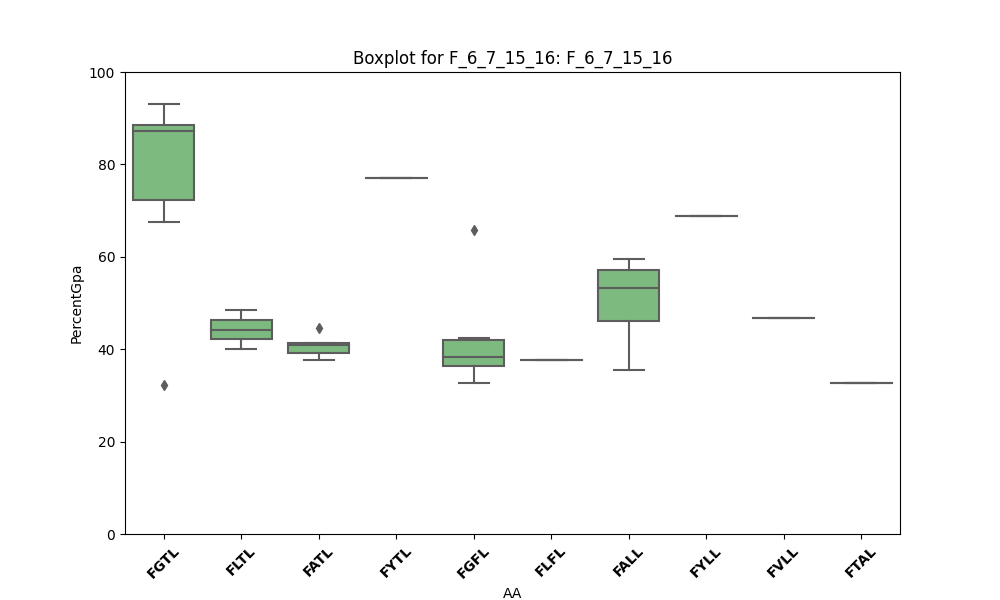 Boxplot for F_6_7_15_16: F_6_7_15_16
100
80
60
40
20
0
PercentGpa
FGTL
FLTL
FATL
FYTL
FGFL
FLFL
FALL
FYLL
FVLL
FTAL
AA